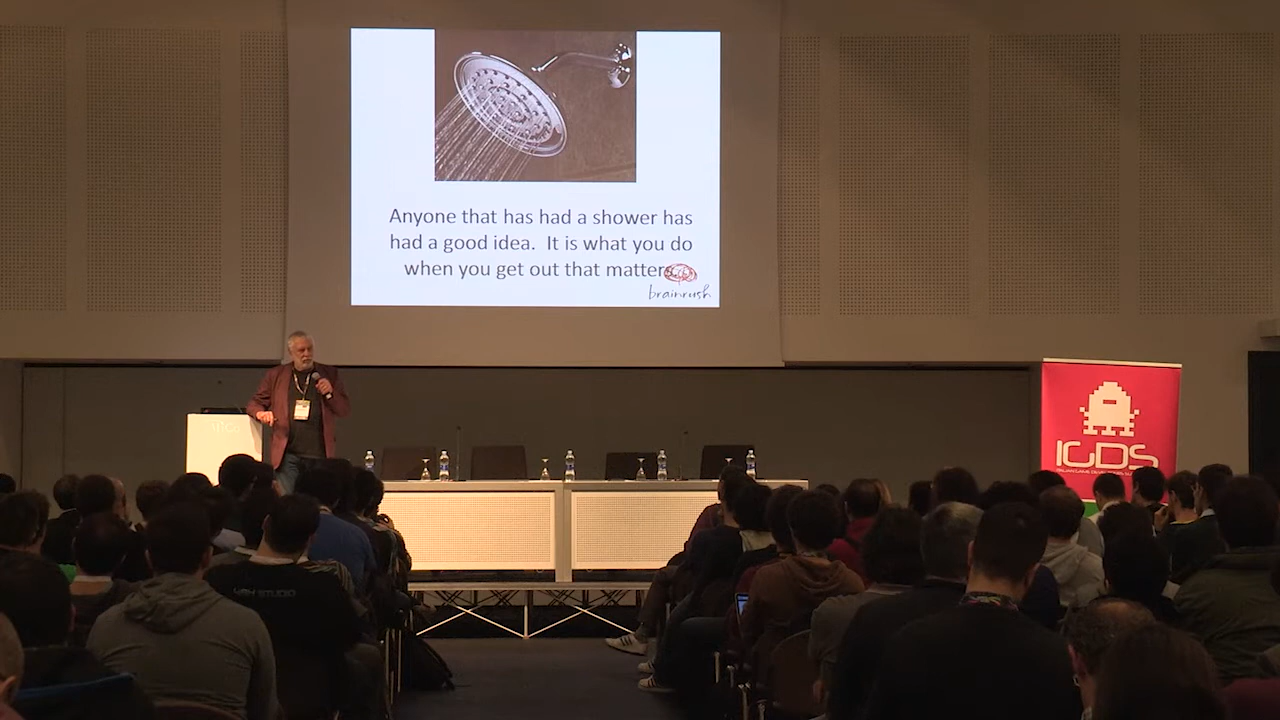 Anyone that has had a shower has
had a good idea.  It is what you do
when you get out that matters.
brainrush
IGDS